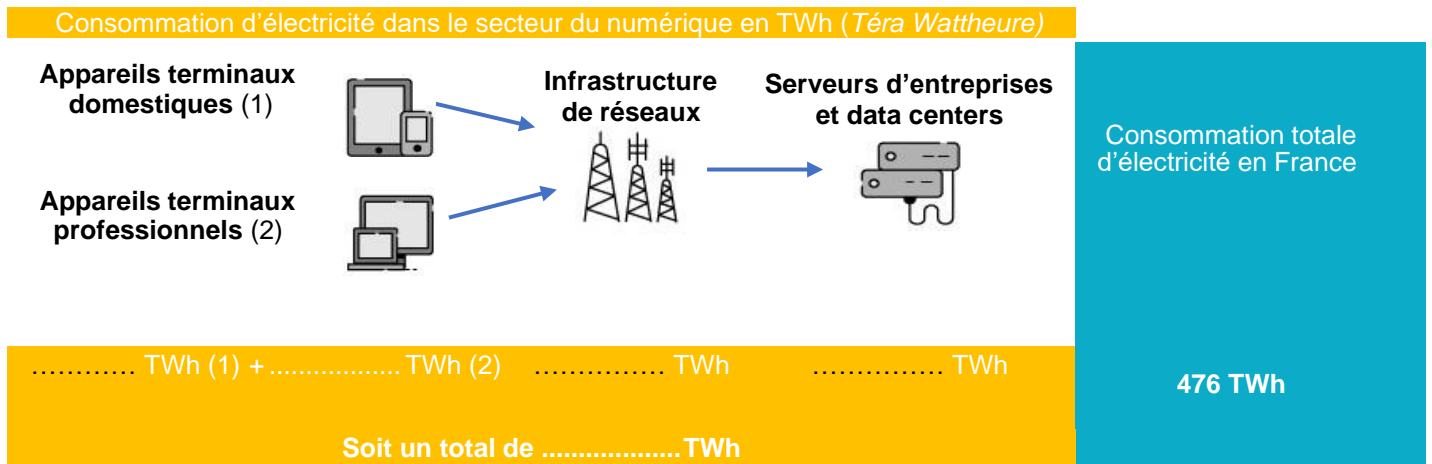 Consommation d’électricité dans le secteur du numérique en TWh (Téra Wattheure)
Appareils terminaux
domestiques (1)
Infrastructure
de réseaux
Serveurs d’entreprises
et data centers
Consommation totale
d’électricité en France
Appareils terminaux
professionnels (2)
………… TWh (1) + .................. TWh (2) …………… TWh …………… TWh
476 TWh
Soit un total de ...................TWh